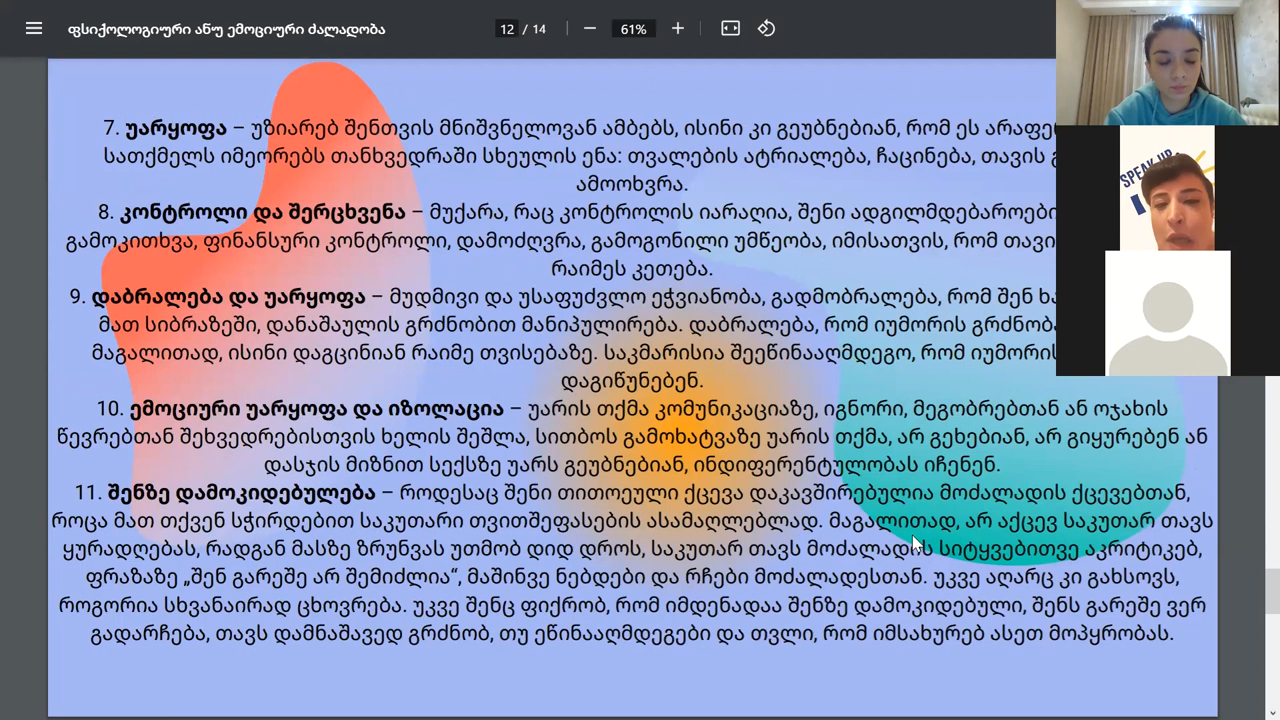 ფსიქოლოგიური ანუ ემოციური ძალადობა
12 / 14
61%
SPEAK UP
7. უარყოფა – უზიარებ შენთვის მნიშვნელოვან ამბებს, ისინი კი გეუბნებიან, რომ ეს
სათქმელს იმეორებს თანხვედრაში სხეულის ენა: თვალების ატრიალება, ჩაცინება, თავის
ამოოხვრა.
8. კონტროლი და შერცხვენა – მუქარა, რაც კონტროლის იარაღია, შენი
გამოკითხვა, ფინანსური კონტროლი, დამოძღვრა, გამოგონილი უმწეობა, იმისათვის, რომ
რაიმეს კეთება.
9. დაბრალება და უარყოფა – მუდმივი და უსაფუძვლო ეჭვიანობა, გადმობრალება, რომ შენ
მათ სიბრაზეში, დანაშაულის გრძნობით მანიპულირება. დაბრალება, რომ იუმორის
მაგალითად, ისინი დაგცინიან რაიმე თვისებაზე. საკმარისია შეეწინააღმდეგო, რომ
დაგიწუნებენ.
10. ემოციური უარყოფა და იზოლაცია – უარის თქმა კომუნიკაციაზე, იგნორი, მეგობრებთან ან ოჯახის
წევრებთან შეხვედრებისთვის ხელის შეშლა, სითბოს გამოხატვაზე უარის თქმა, არ გეხებიან, არ გიყურებენ ან
დასჯის მიზნით სექსზე უარს გეუბნებიან, ინდიფერენტულობას იჩენენ.
11. შენზე დამოკიდებულება – როდესაც შენი თითოეული ქცევა დაკავშირებულია მოძალადის ქცევებთან,
როცა მათ თქვენ სჭირდებით საკუთარი თვითშეფასების ასამაღლებლად. მაგალითად, არ აქცევ საკუთარ თავს
ყურადღებას, რადგან მასზე ზრუნვას უთმობ დიდ დროს, საკუთარ თავს მოძალადის სიტყვებითვე აკრიტიკებ,
ფრაზაზე „შენ გარეშე არ შემიძლია“, მაშინვე ნებდები და რჩები მოძალადესთან. უკვე აღარც კი გახსოვს,
როგორია სხვანაირად ცხოვრება. უკვე შენც ფიქრობ, რომ იმდენადაა შენზე დამოკიდებული, შენს გარეშე ვერ
გადარჩება, თავს დამნაშავედ გრძნობ, თუ ეწინააღმდეგები და თვლი, რომ იმსახურებ ასეთ მოპყრობას.